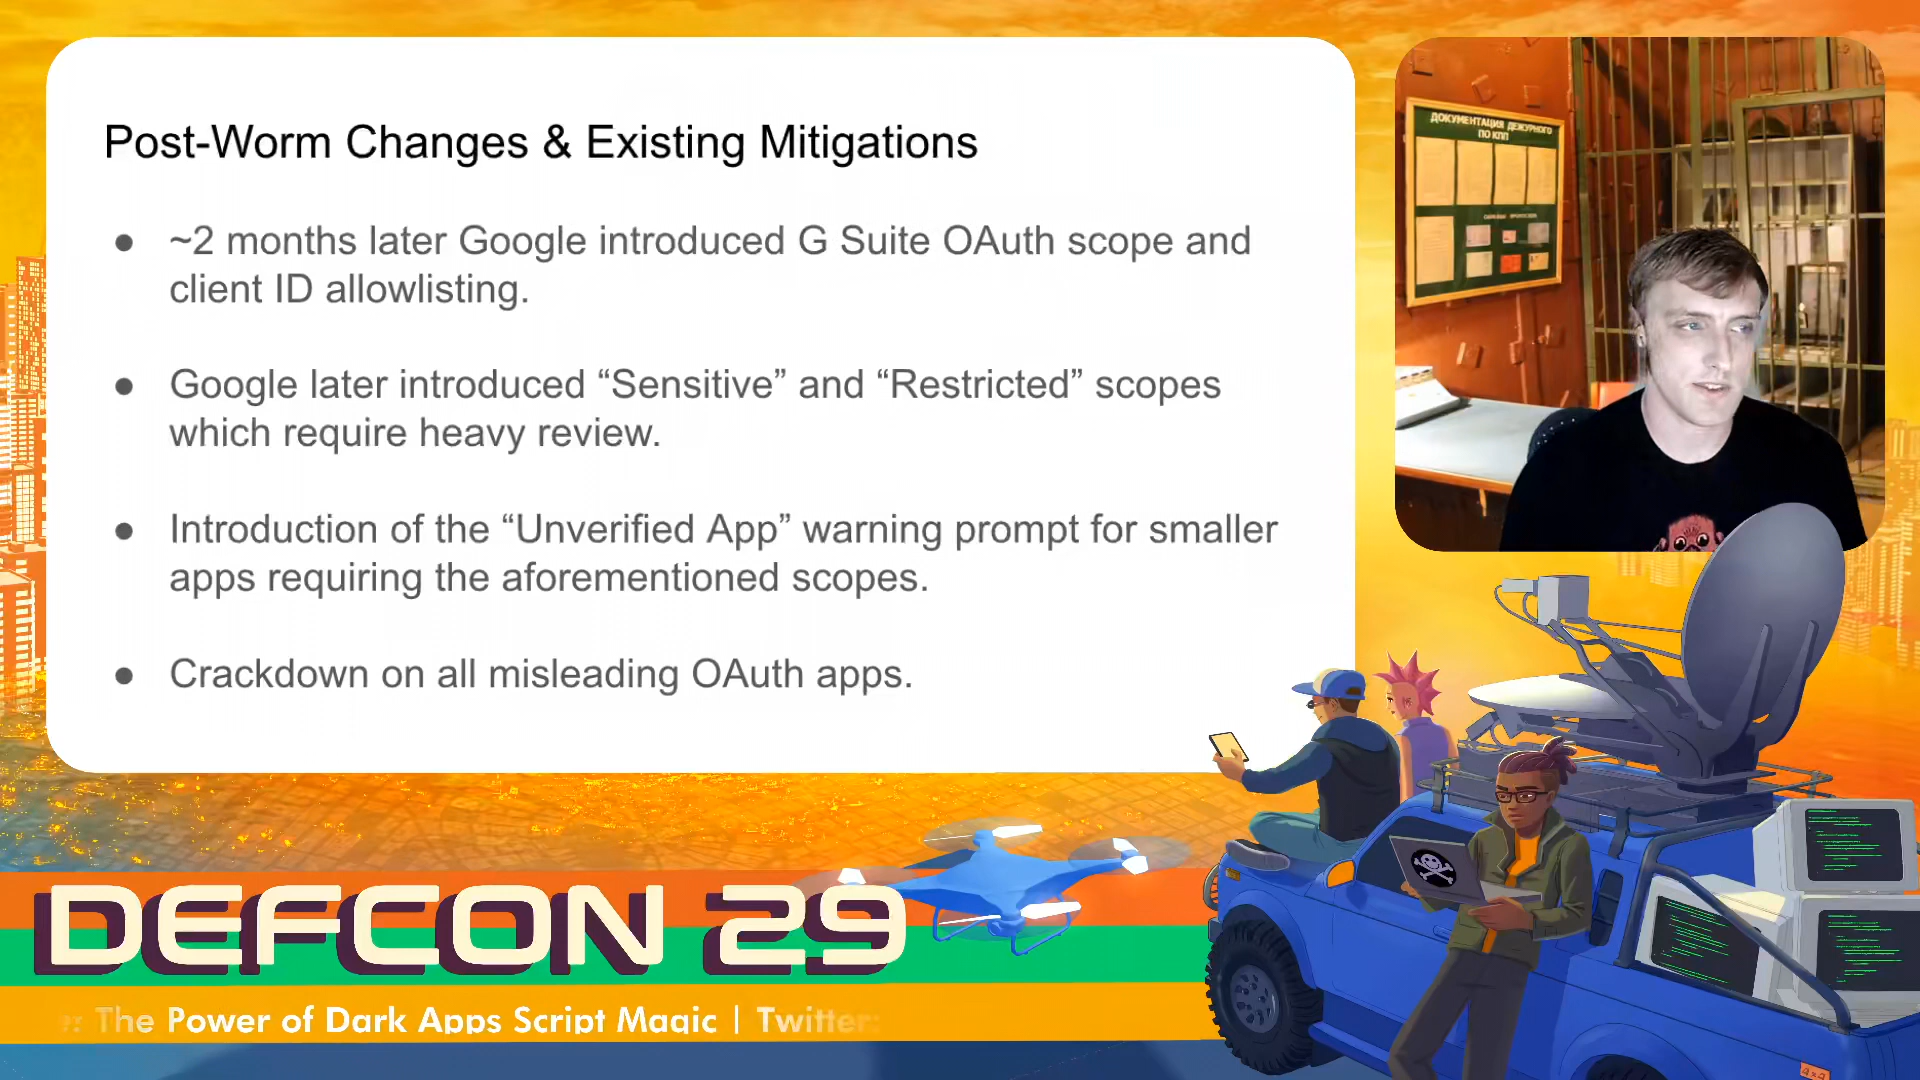 Post-Worm Changes & Existing Mitigations
● ~2 months later Google introduced G Suite OAuth scope and
client ID allowlisting.
● Google later introduced “Sensitive” and “Restricted” scopes
which require heavy review.
● Introduction of the “Unverified App” warning prompt for smaller
apps requiring the aforementioned scopes.
● Crackdown on all misleading OAuth apps.
ДОКУМЕНТАЦИЯ ДЕЖУРНОГО
ПО КПП
DEFCON 29
The Power of Dark Apps Script Magic | Twitter:
4x4